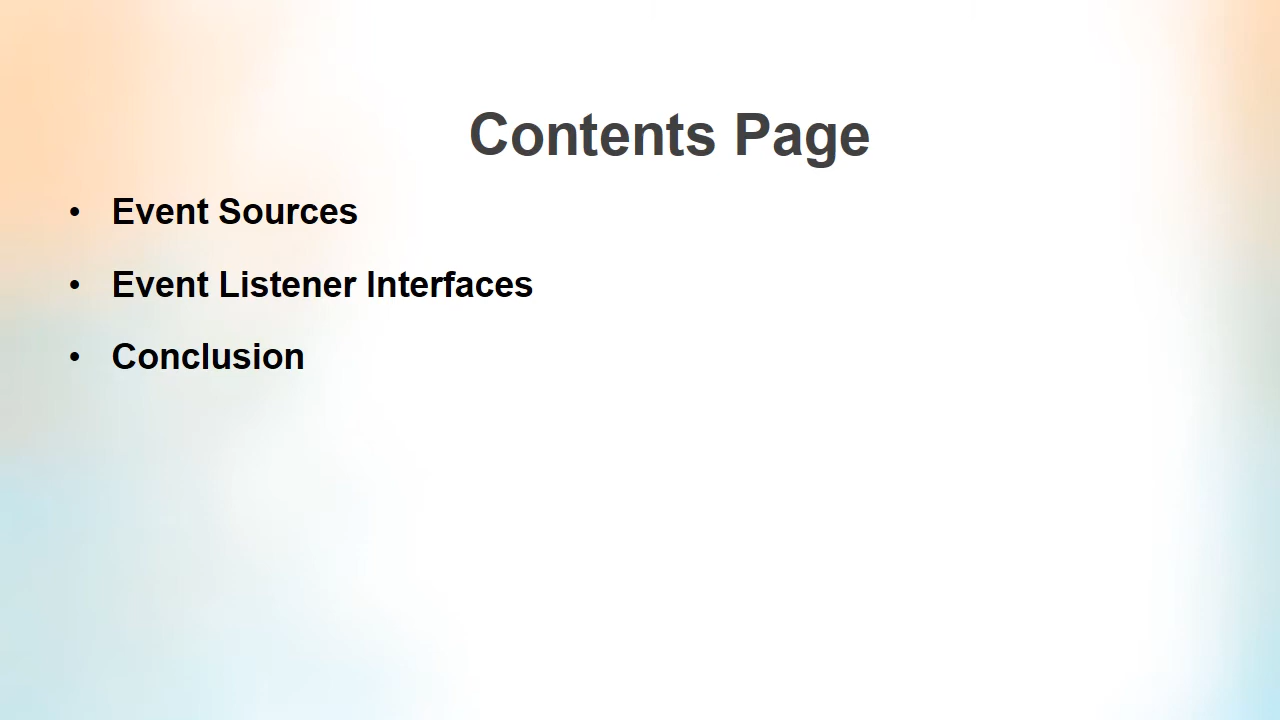 Contents Page
• Event Sources
• Event Listener Interfaces
• Conclusion